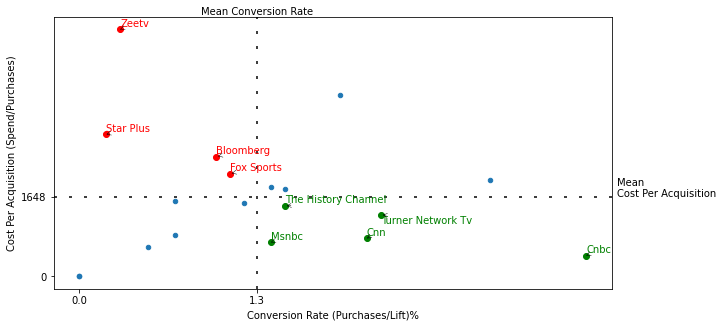 Mean Conversion Rate
Zeetv
Star Plus
Bloomberg
Fox Sports
Mean
Cost Per Acquisition
1648
The History Channel
Turner Network Tv
Cnn
Msnbc
Cnbc
0
0.0
1.3
Cost Per Acquisition (Spend/Purchases)
Conversion Rate (Purchases/Lift)%